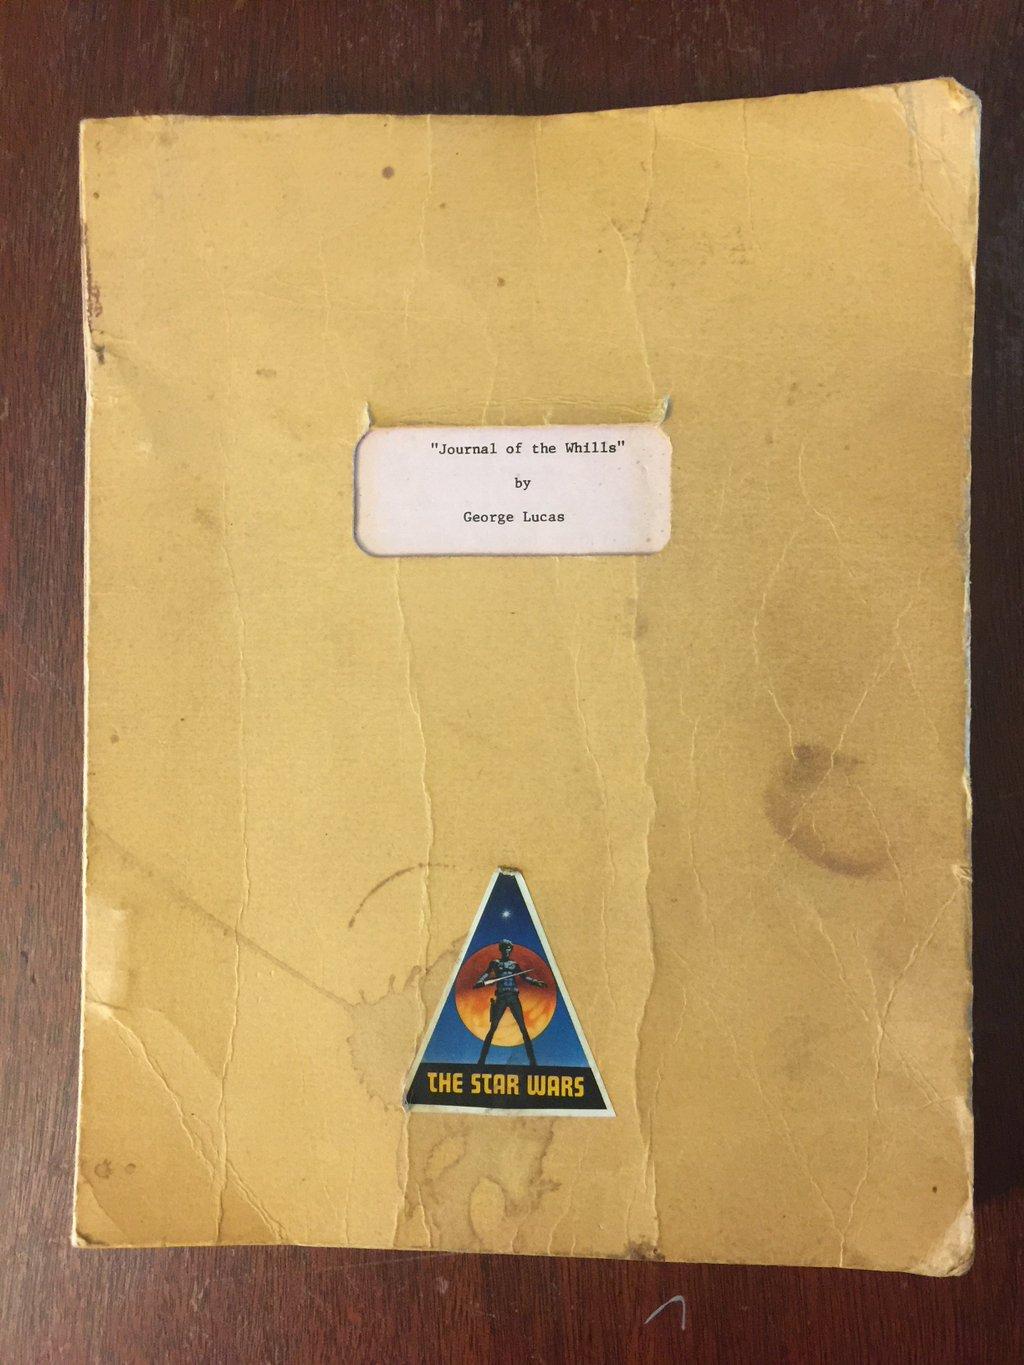 "Journal of the Whills"
by
George Lucas
THE STAR WARS